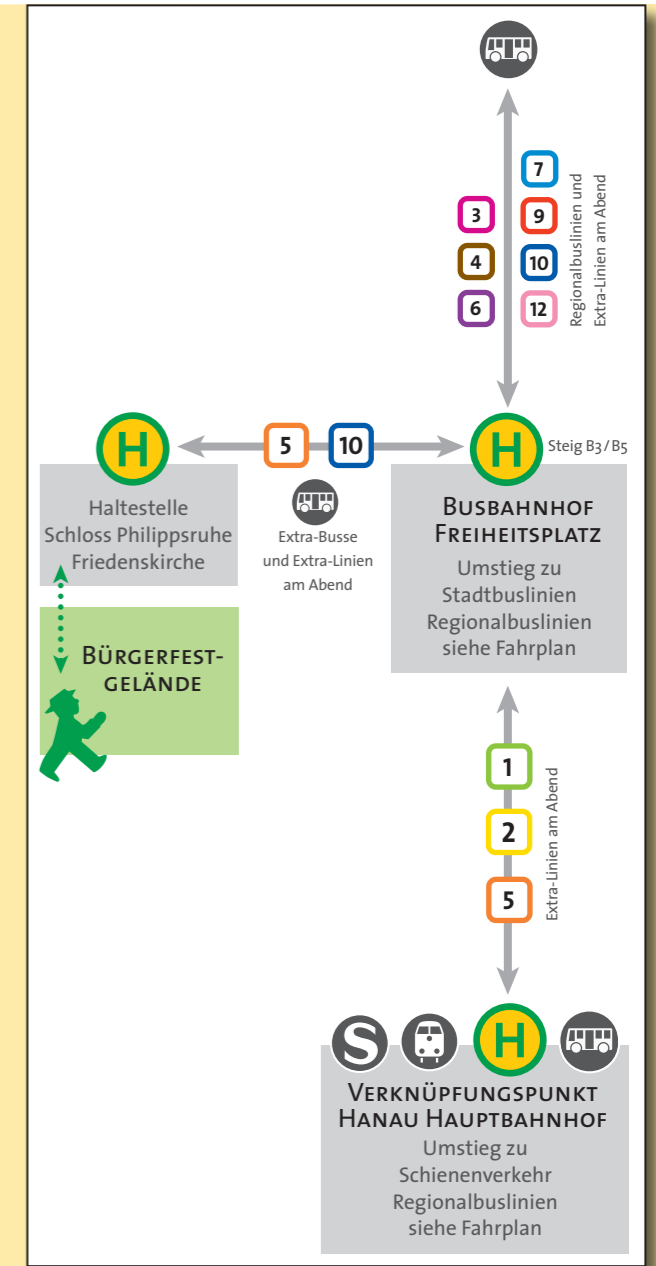 7
3
9
4
10
6
12
Regionalbuslinien und
Extra-Linien am Abend
H
5
10
H
Steig B3/B5
Haltestelle
Schloss Philippsruhe
Friedenskirche
Extra-Busse
und Extra-Linien
am Abend
Busbahnhof
Freiheitsplatz
Umstieg zu
Stadtbuslinien
Regionalbuslinien
siehe Fahrplan
Bürgerfest-
gelände
1
2
5
Extra-Linien am Abend
S
H
Verknüpfungspunkt
Hanau Hauptbahnhof
Umstieg zu
Schienenverkehr
Regionalbuslinien
siehe Fahrplan